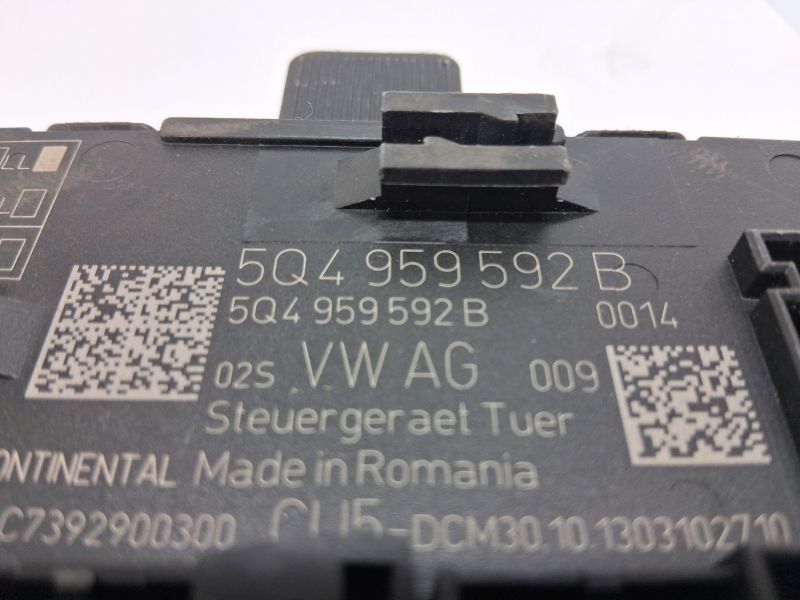 5Q4 959 592 B
5Q4 959 592 B 0014
02S VW AG 009
Steuergeraet Tuer
CONTINENTAL Made in Romania
C7392900300 -DCM30.10.1303102710